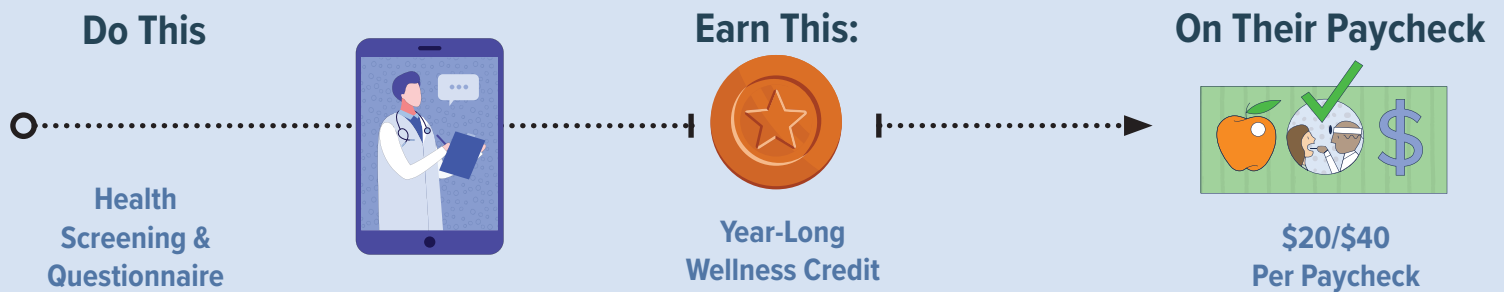 Do This
Health
Screening &
Questionnaire
Earn This:
Year-Long
Wellness Credit
On Their Paycheck
$
$20/$40
Per Paycheck